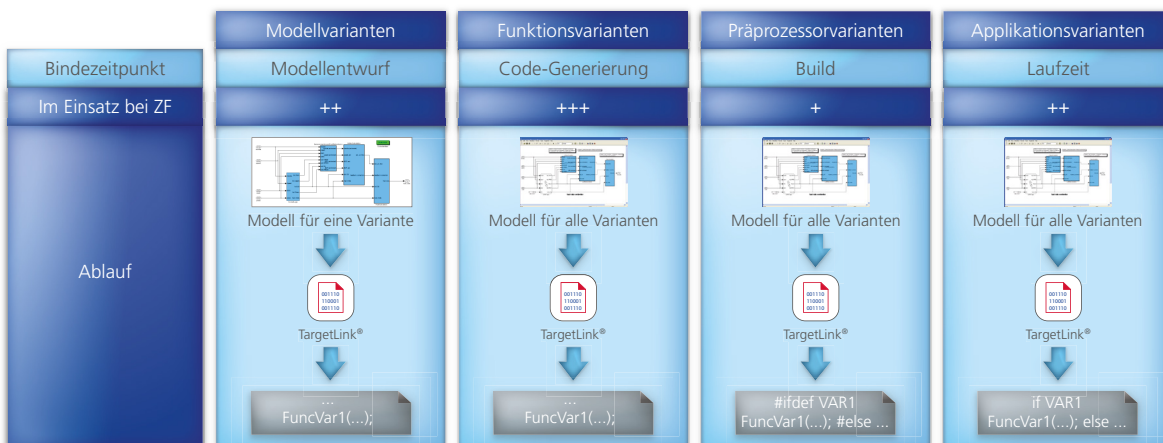 Modellvarianten
Funktionsvarianten
Präprozessorvarianten
Applikationsvarianten
Bindezeitpunkt
Modellentwurf
Code-Generierung
Build
Laufzeit
Im Einsatz bei ZF
++
+++
+
++
Ablauf
Modell für eine Variante
Modell für alle Varianten
Modell für alle Varianten
Modell für alle Varianten
001110
110001
001110
001110
110001
001110
001110
110001
001110
001110
110001
001110
TargetLink®
TargetLink®
TargetLink®
TargetLink®
...
FuncVar1(...);
...
FuncVar1(...);
#ifdef VAR1
FuncVar1(...); #else ...
if VAR1
FuncVar1(...); else ...